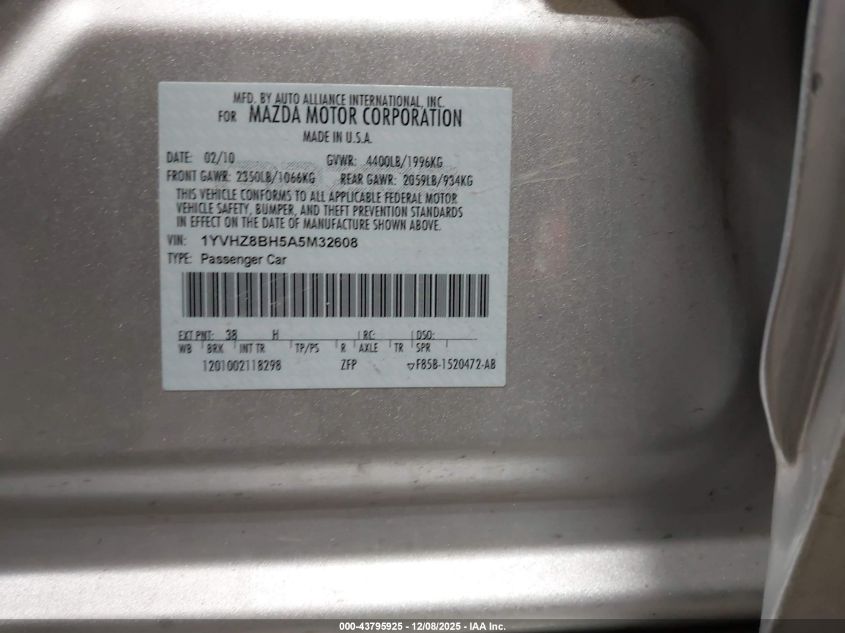 MFD. BY AUTO ALLIANCE INTERNATIONAL, INC.
FOR MAZDA MOTOR CORPORATION
MADE IN U.S.A.
DATE: 02/10 GVWR: 4400LB/1996KG
FRONT GAWR: 2350LB/1066KG REAR GAWR: 2059LB/934KG
THIS VEHICLE CONFORMS TO ALL APPLICABLE FEDERAL MOTOR
VEHICLE SAFETY, BUMPER, AND THEFT PREVENTION STANDARDS
IN EFFECT ON THE DATE OF MANUFACTURE SHOWN ABOVE.
VIN: 1YVHZ8BH5A5M32608
TYPE: Passenger Car
EXT PNT: 38 H RC: DSO:
WB BRK INT TR TP/PS R AXLE TR SPR
1201002118298 ZFP F85B-1520472-AB
000-43795925 - 12/08/2025 - IAA Inc.